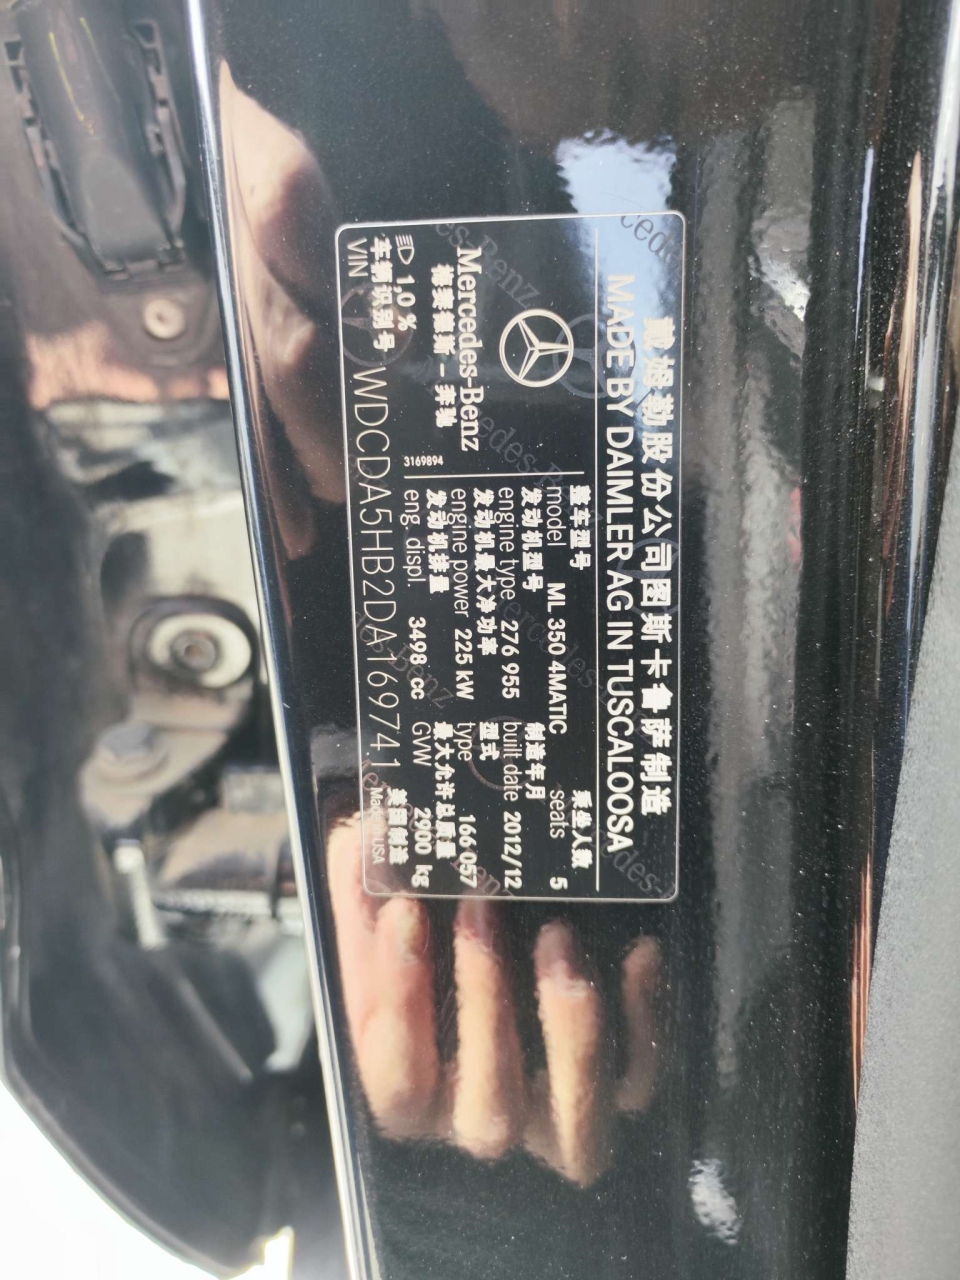 戴姆勒股份公司图斯卡鲁萨制造
MADE BY DAIMLER AG IN TUSCALOOSA
Mercedes-Benz
梅赛德斯－奔驰
1,0 %
3169894
整车型号 乘坐人数
model ML 350 4MATIC seats 5
发动机型号 制造年月
engine type 276 955 built date 2012/12
发动机最大净功率 型式
engine power 225 kW type 166 057
发动机排量 最大允许总质量
eng. displ. 3498 cc GVW 2900 kg
车辆识别号 美国制造
VIN WDCDA5HB2DA169741 Made in USA